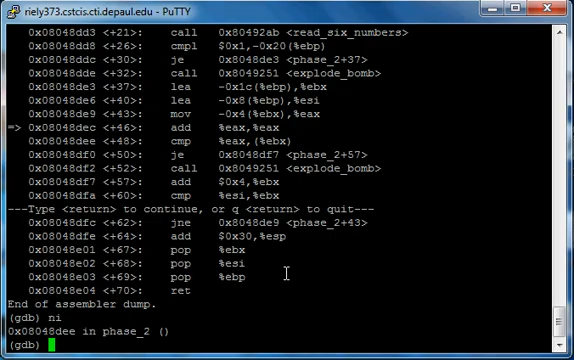 riely373.cstcis.cti.depaul.edu - PuTTY
0x08048dd3 <+21>: call 0x80492ab <read_six_numbers>
0x08048dd8 <+26>: cmpl $0x1,-0x20(%ebp)
0x08048ddc <+30>: je 0x8048de3 <phase_2+37>
0x08048dde <+32>: call 0x8049251 <explode_bomb>
0x08048de3 <+37>: lea -0x1c(%ebp),%ebx
0x08048de6 <+40>: lea -0x8(%ebp),%esi
0x08048de9 <+43>: mov -0x4(%ebx),%eax
=> 0x08048dec <+46>: add %eax,%eax
0x08048dee <+48>: cmp %eax,(%ebx)
0x08048df0 <+50>: je 0x8048df7 <phase_2+57>
0x08048df2 <+52>: call 0x8049251 <explode_bomb>
0x08048df7 <+57>: add $0x4,%ebx
0x08048dfa <+60>: cmp %esi,%ebx
---Type <return> to continue, or q <return> to quit---
0x08048dfc <+62>: jne 0x8048de9 <phase_2+43>
0x08048dfe <+64>: add $0x30,%esp
0x08048e01 <+67>: pop %ebx
0x08048e02 <+68>: pop %esi
0x08048e03 <+69>: pop %ebp
0x08048e04 <+70>: ret
End of assembler dump.
(gdb) ni
0x08048dee in phase_2 ()
(gdb)